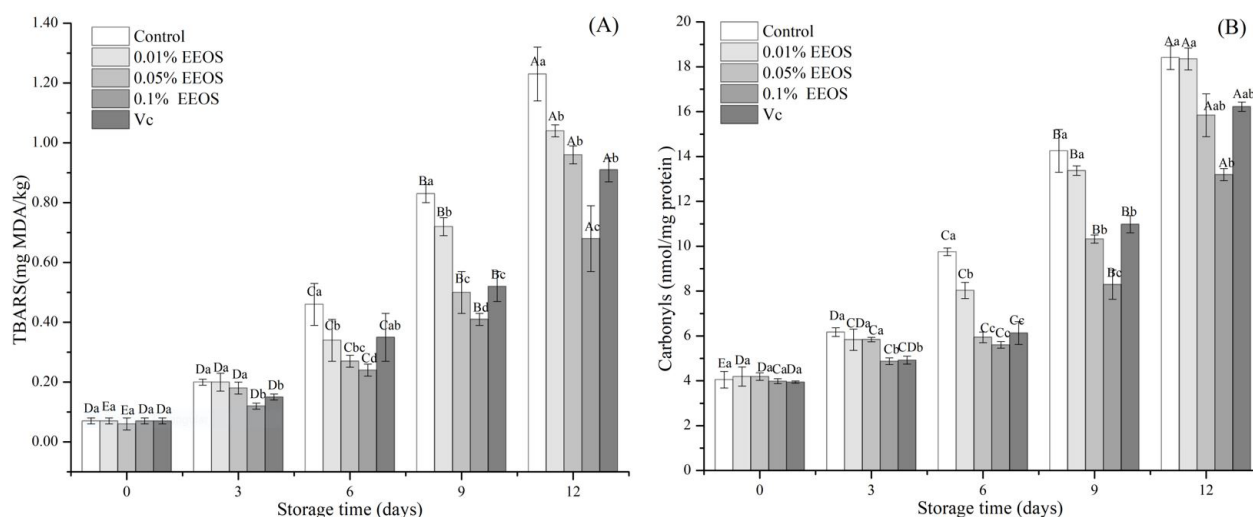 (A)
Control
0.01% EEOS
0.05% EEOS
0.1% EEOS
Vc
TBARS(mg MDA/kg)
1.40
1.20
1.00
0.80
0.60
0.40
0.20
0.00
Da Ea Ea Da Da
Da Da Da Db Db
Ca Cb Cbc Cd Cab
Ba Bb Bc Bd Bc
Aa Ab Ab Ac Ab
0 3 6 9 12
Storage time (days)
(B)
Control
0.01% EEOS
0.05% EEOS
0.1% EEOS
Vc
Carbonyls (nmol/mg protein )
20
18
16
14
12
10
8
6
4
2
0
Ea Da Da Ca Da
Da CDa Ca Cb CDb
Ca Cb Cc Cc Cc
Ba Ba Bb Bc Bb
Aa Aa Aab Ab Aab
0 3 6 9 12
Storage time (days)